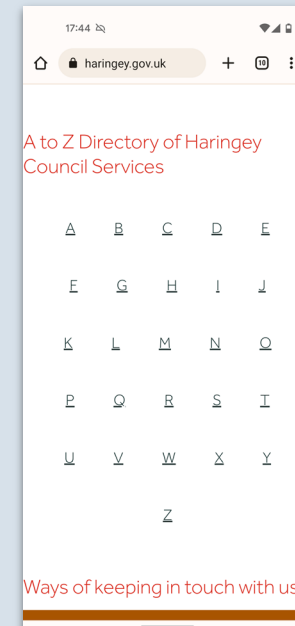 17:44
haringey.gov.uk
10
A to Z Directory of Haringey
Council Services
A B C D E
F G H I J
K L M N O
P Q R S T
U V W X Y
Z
Ways of keeping in touch with us